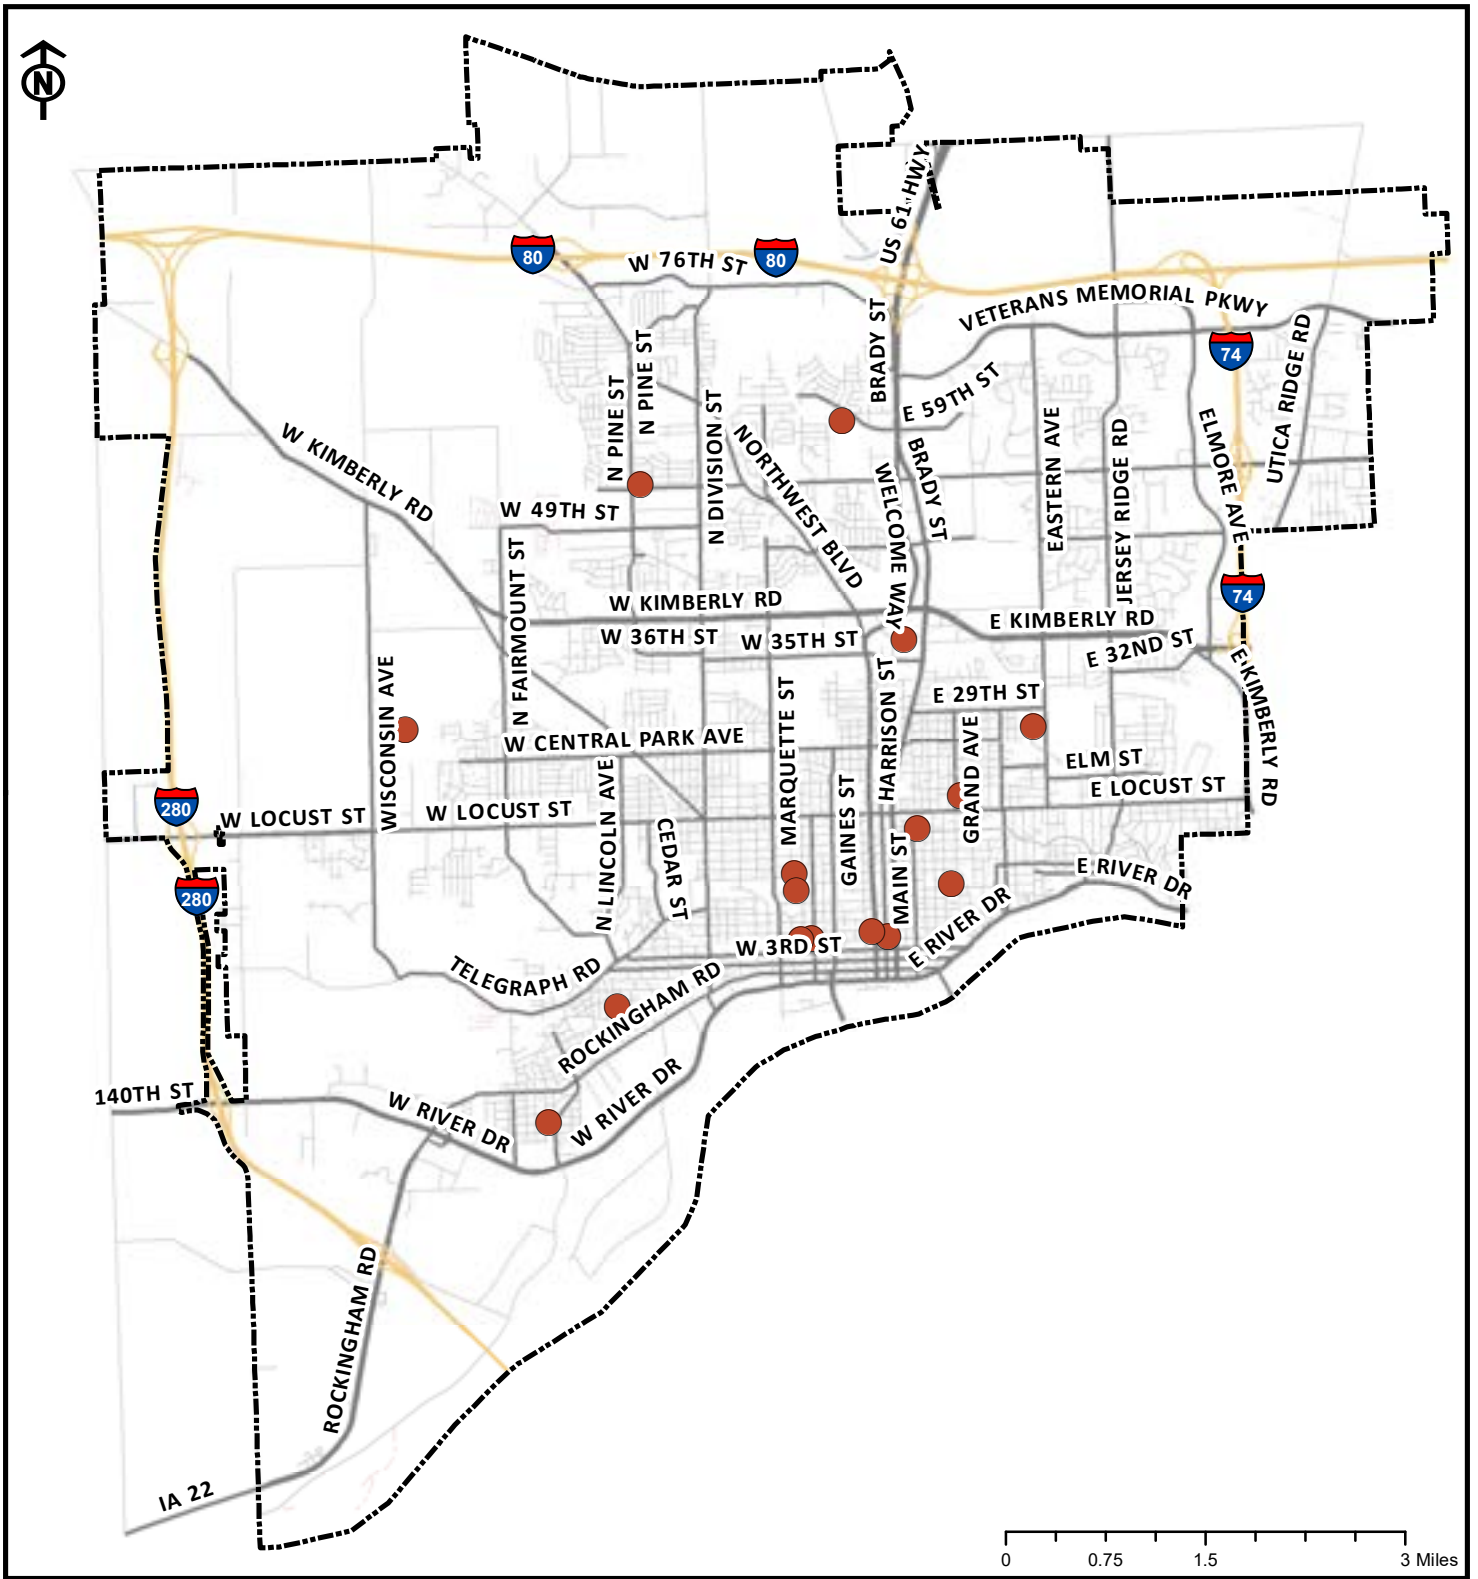 N
US 61 HWY
80
80
W 76TH ST
VETERANS MEMORIAL PKWY
74
BRADY ST
E 59TH ST
UTICA RIDGE RD
N PINE ST
N PINE ST
N DIVISION ST
NORTHWEST BLVD
BRADY ST
WELCOME WAY
EASTERN AVE
JERSEY RIDGE RD
ELMORE AVE
W KIMBERLY RD
W 49TH ST
N FAIRMOUNT ST
74
W KIMBERLY RD
E KIMBERLY RD
W 36TH ST
W 35TH ST
E 32ND ST
E KIMBERLY RD
WISCONSIN AVE
MARQUETTE ST
HARRISON ST
E 29TH ST
GRAND AVE
W CENTRAL PARK AVE
ELM ST
E LOCUST ST
280
W LOCUST ST
W LOCUST ST
N LINCOLN AVE
CEDAR ST
GAINES ST
MAIN ST
E RIVER DR
280
E RIVER DR
W 3RD ST
TELEGRAPH RD
ROCKINGHAM RD
140TH ST
W RIVER DR
W RIVER DR
ROCKINGHAM RD
IA 22
0 0.75 1.5 3 Miles